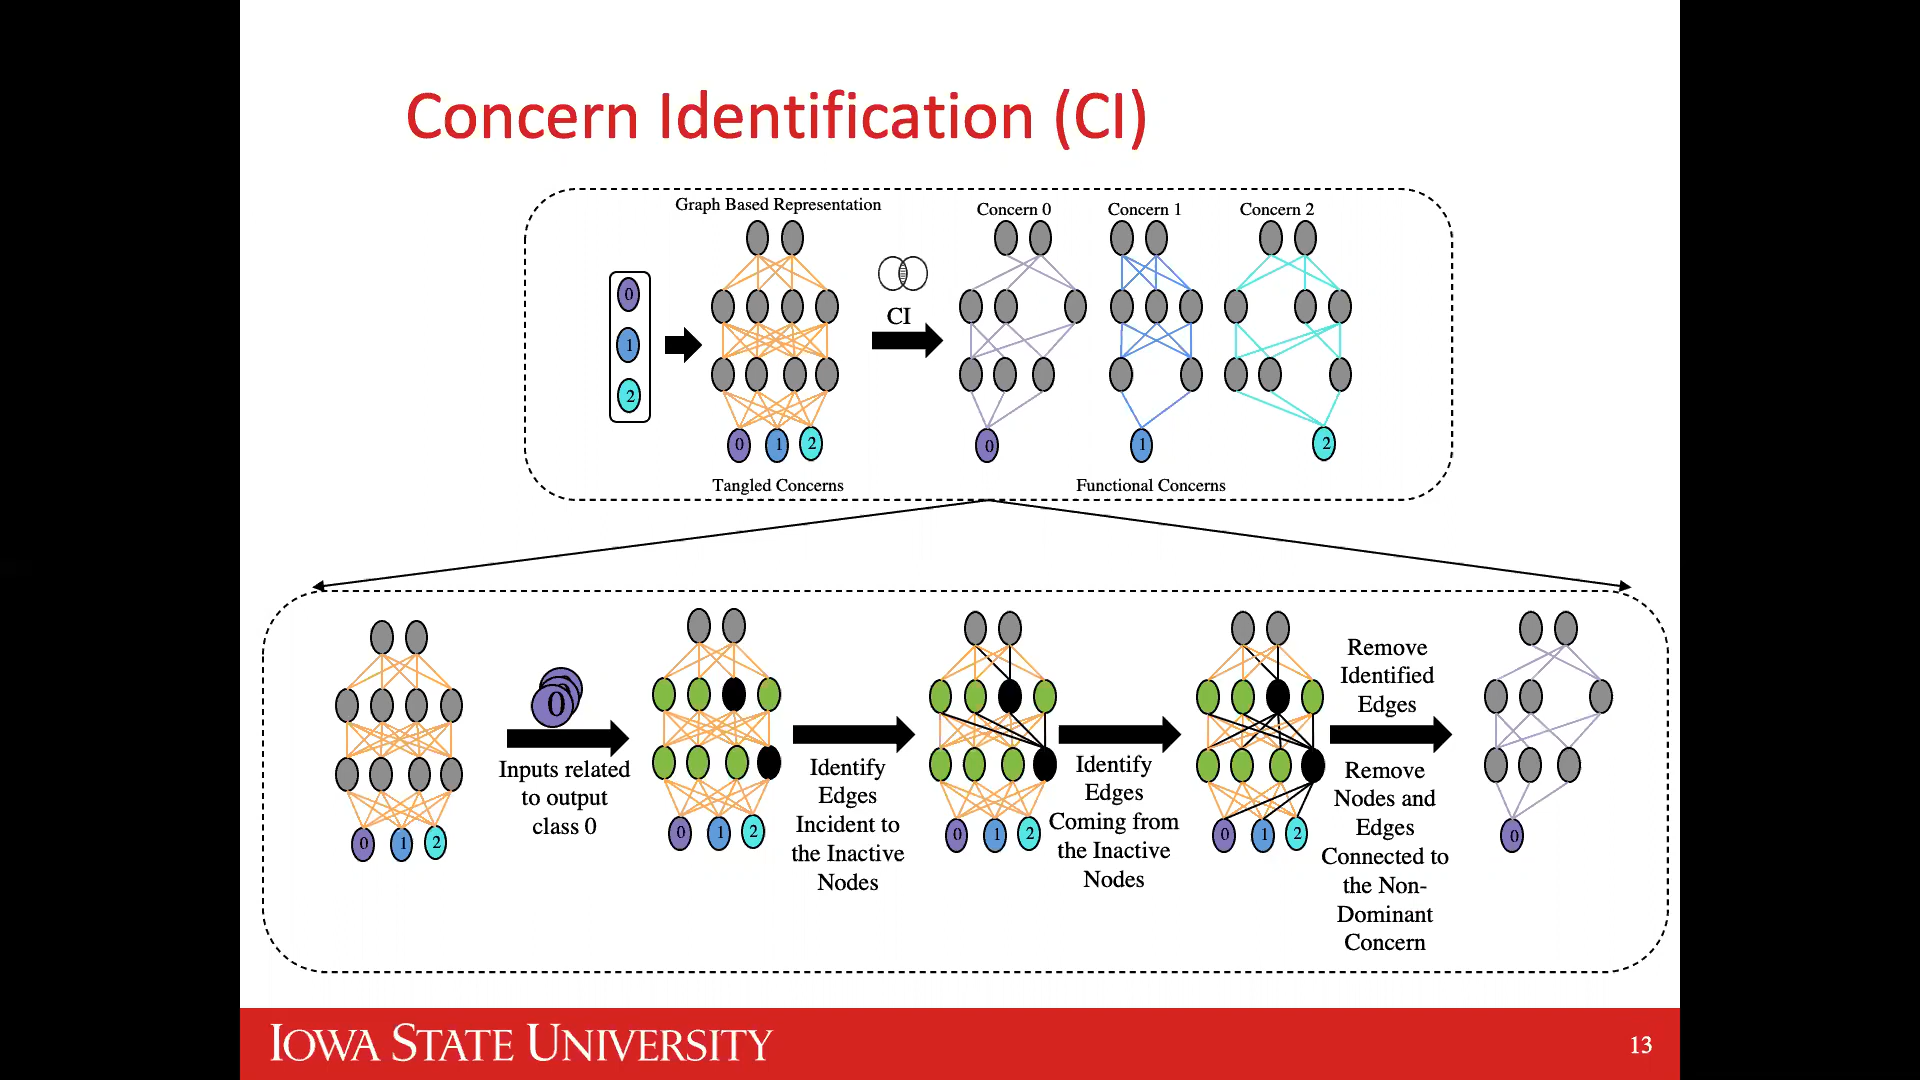 Concern Identification (CI)
Graph Based Representation
Concern 0
Concern 1
Concern 2
0
1
2
CI
0
1
2
0
1
2
Tangled Concerns
Functional Concerns
0
Inputs related
to output
class 0
Identify
Edges
Incident to
the Inactive
Nodes
Identify
Edges
Coming from
the Inactive
Nodes
Remove
Identified
Edges
Remove
Nodes and
Edges
Connected to
the Non-
Dominant
Concern
0
1
2
0
1
2
0
1
2
0
1
2
0
IOWA STATE UNIVERSITY
13